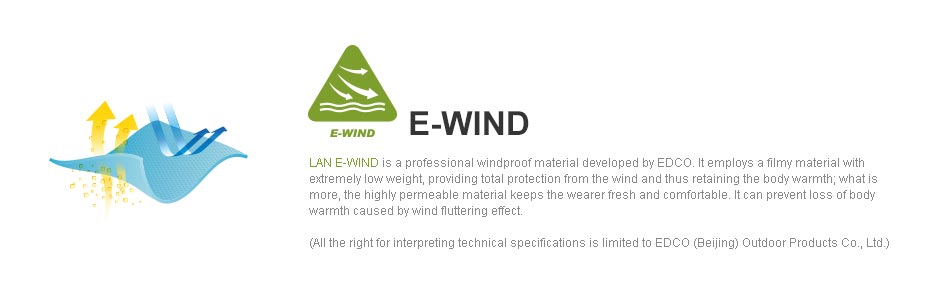 E-WIND
E-WIND
LAN E-WIND is a professional windproof material developed by EDCO. It employs a filmy material with
extremely low weight, providing total protection from the wind and thus retaining the body warmth; what is
more, the highly permeable material keeps the wearer fresh and comfortable. It can prevent loss of body
warmth caused by wind fluttering effect.
(All the right for interpreting technical specifications is limited to EDCO (Beijing) Outdoor Products Co., Ltd.)